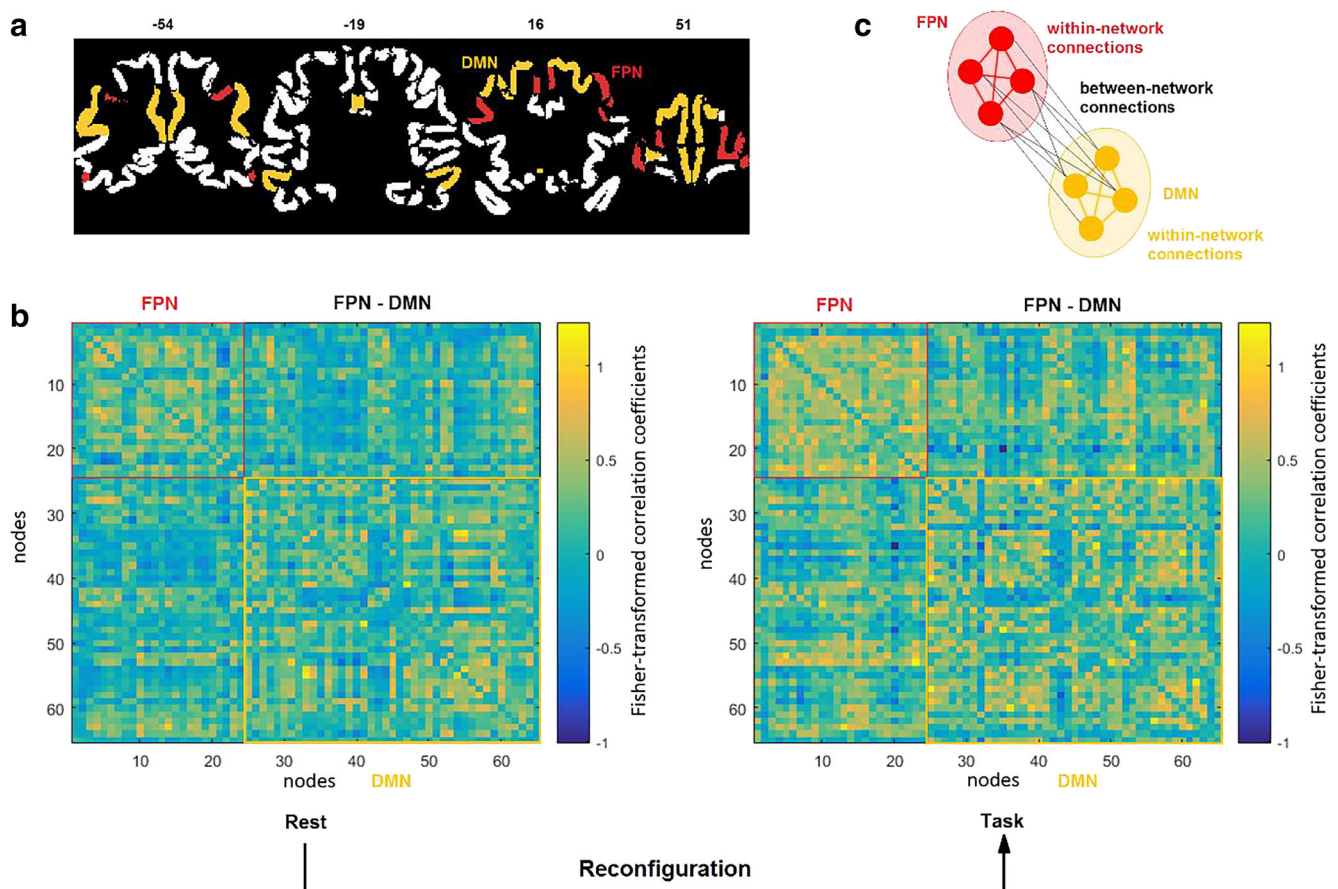 a
-54 -19 16 51
DMN FPN
c
FPN
within-network
connections
between-network
connections
DMN
within-network
connections
b
FPN FPN - DMN
1
0.5
0
-0.5
-1
Fisher-transformed correlation coefficients
10
20
30
40
50
60
nodes
10 20 30 40 50 60
nodes DMN
FPN FPN - DMN
1
0.5
0
-0.5
-1
Fisher-transformed correlation coefficients
10
20
30
40
50
60
nodes
10 20 30 40 50 60
nodes DMN
Rest Task
Reconfiguration